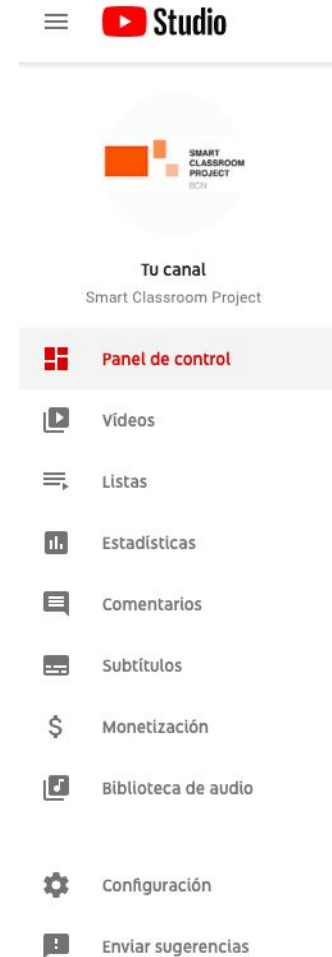 Studio
SMART
CLASSROOM
PROJECT
BCN
Tu canal
Smart Classroom Project
Panel de control
Vídeos
Listas
Estadísticas
Comentarios
Subtítulos
Monetización
Biblioteca de audio
Configuración
Enviar sugerencias